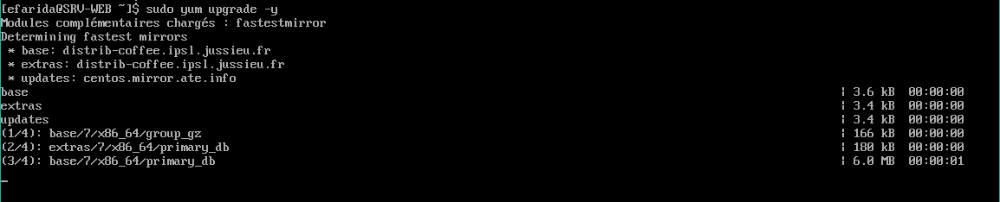 [efarida@SRV-WEB ~]$ sudo yum upgrade -y
Modules complémentaires chargés : fastestmirror
Determining fastest mirrors
 * base: distrib-coffee.ipsl.jussieu.fr
 * extras: distrib-coffee.ipsl.jussieu.fr
 * updates: centos.mirror.ate.info
base | 3.6 kB 00:00:00
extras | 3.4 kB 00:00:00
updates | 3.4 kB 00:00:00
(1/4): base/7/x86_64/group_gz | 166 kB 00:00:00
(2/4): extras/7/x86_64/primary_db | 180 kB 00:00:00
(3/4): base/7/x86_64/primary_db | 6.0 MB 00:00:01